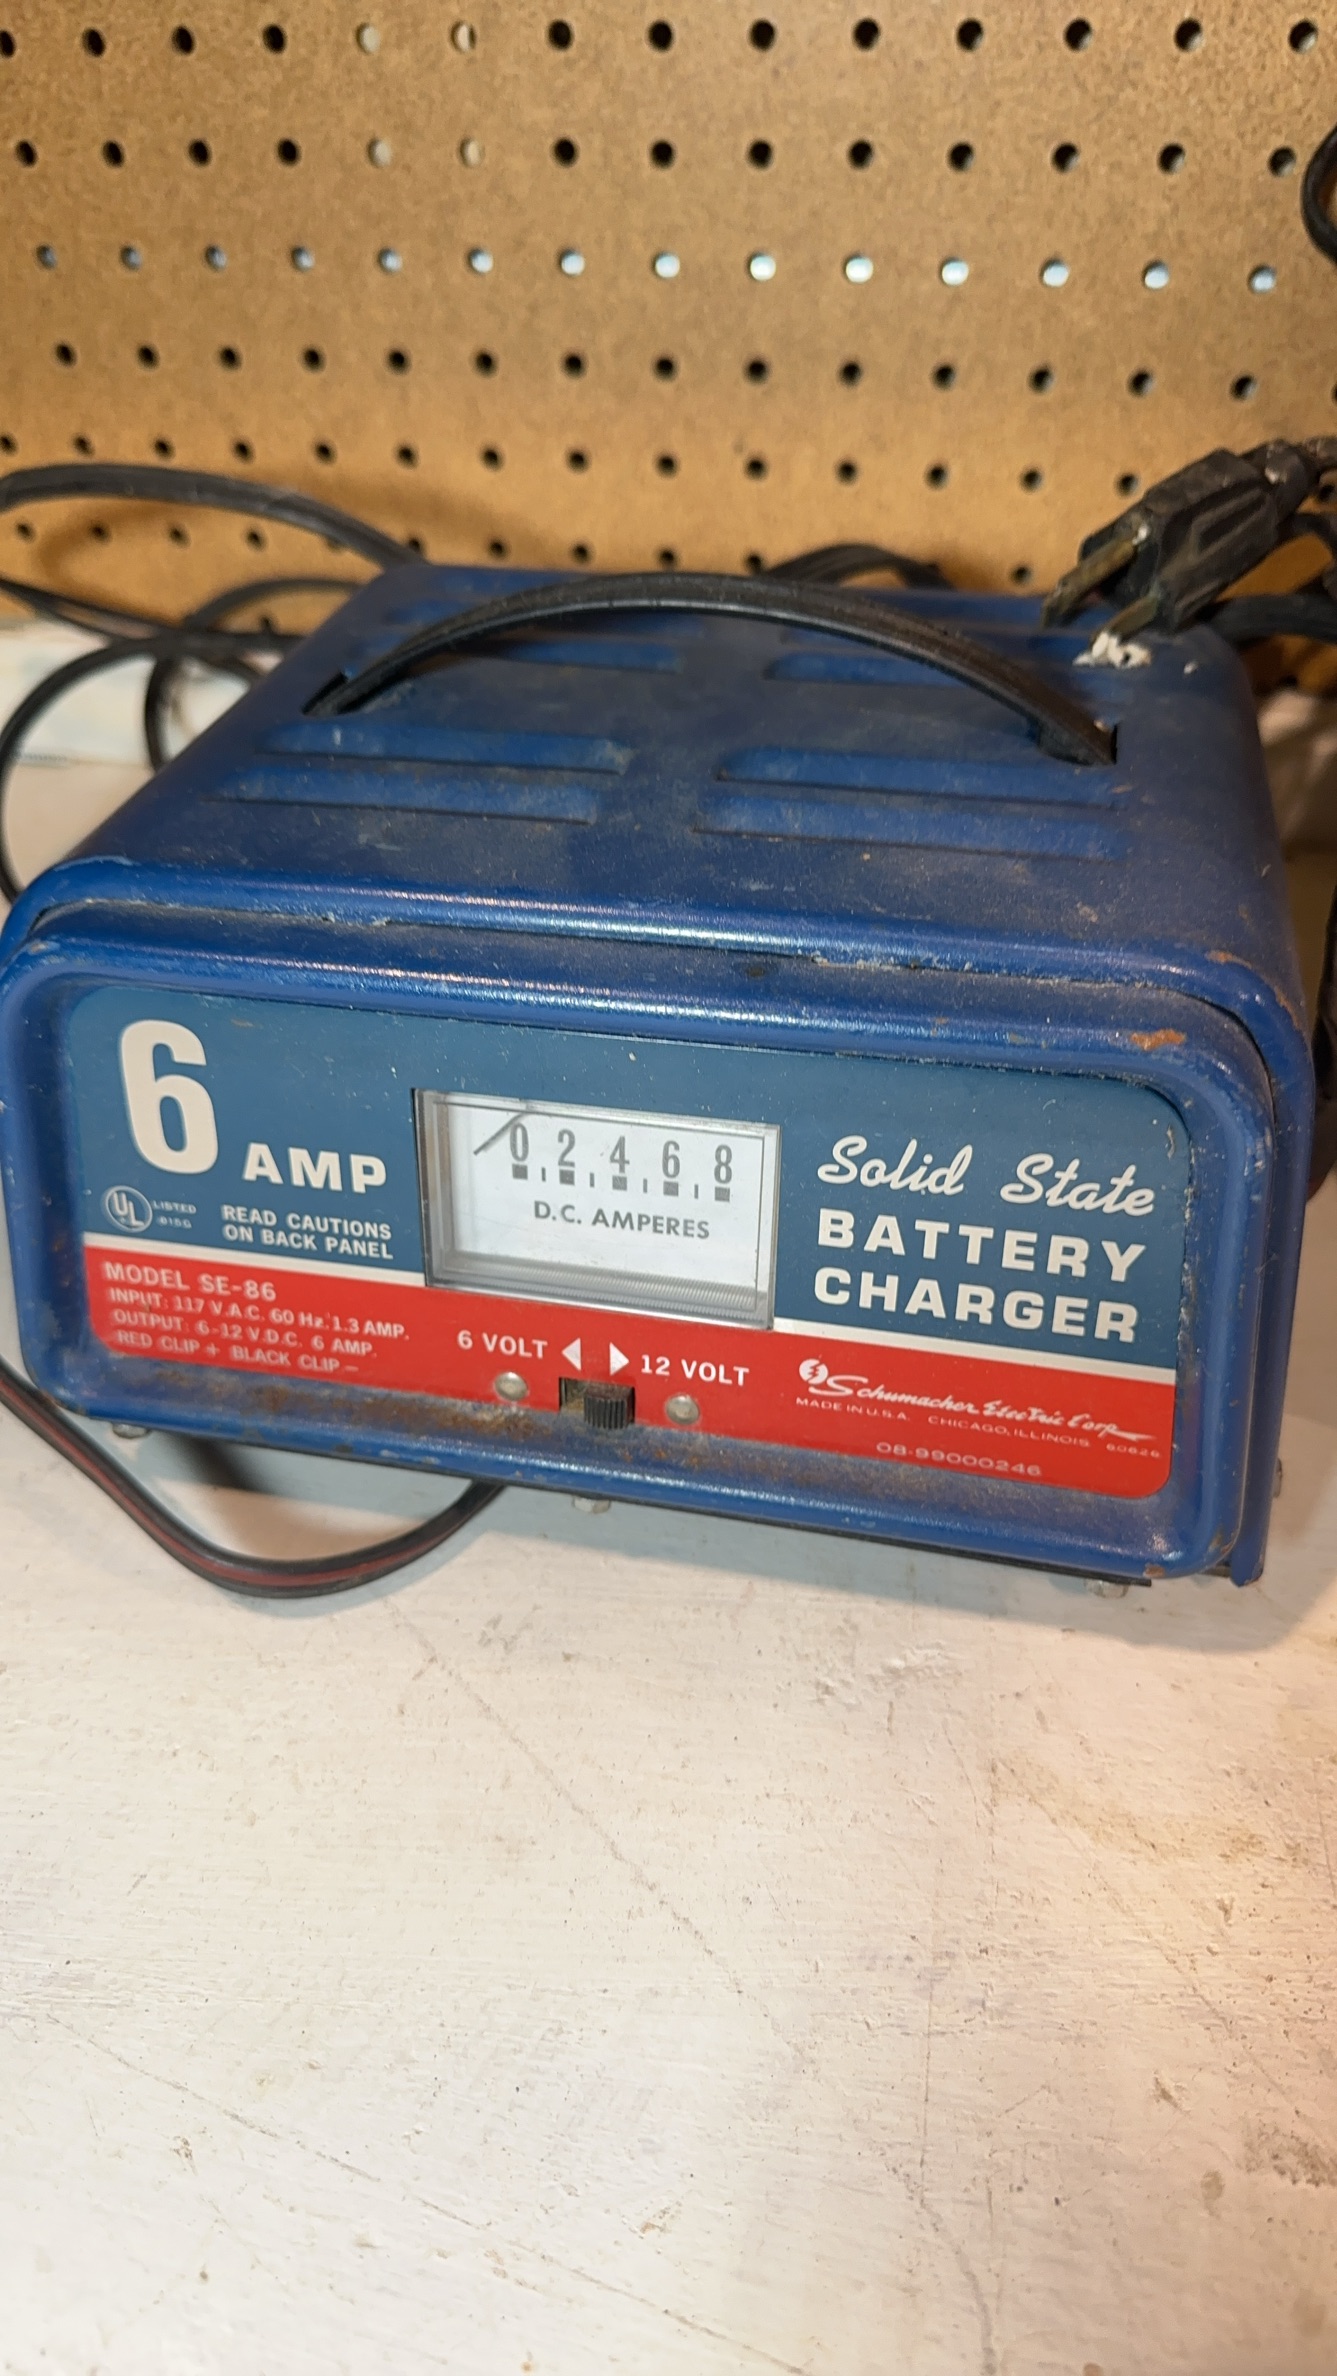 6
AMP
UL
LISTED
READ CAUTIONS
ON BACK PANEL
0 2 4 6 8
D.C. AMPERES
Solid State
BATTERY
CHARGER
MODEL SE-86
INPUT: 117 V.A.C. 60 Hz. 1.3 AMP.
OUTPUT: 6-12 V.D.C. 6 AMP.
RED CLIP + BLACK CLIP -
6 VOLT
12 VOLT
Schumacher Electric Corp
MADE IN U.S.A. CHICAGO, ILLINOIS
08-99000246